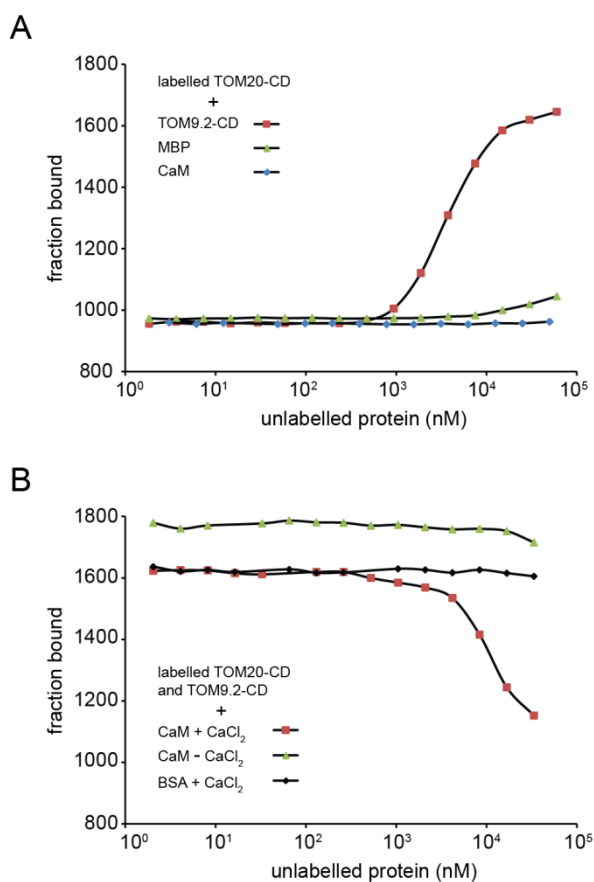 A
1800
1600
1400
1200
1000
800
fraction bound
labelled TOM20-CD
+
TOM9.2-CD
MBP
CaM
10⁰ 10¹ 10² 10³ 10⁴ 10⁵
unlabelled protein (nM)
B
1800
1600
1400
1200
1000
800
fraction bound
labelled TOM20-CD
and TOM9.2-CD
+
CaM + CaCl₂
CaM - CaCl₂
BSA + CaCl₂
10⁰ 10¹ 10² 10³ 10⁴ 10⁵
unlabelled protein (nM)